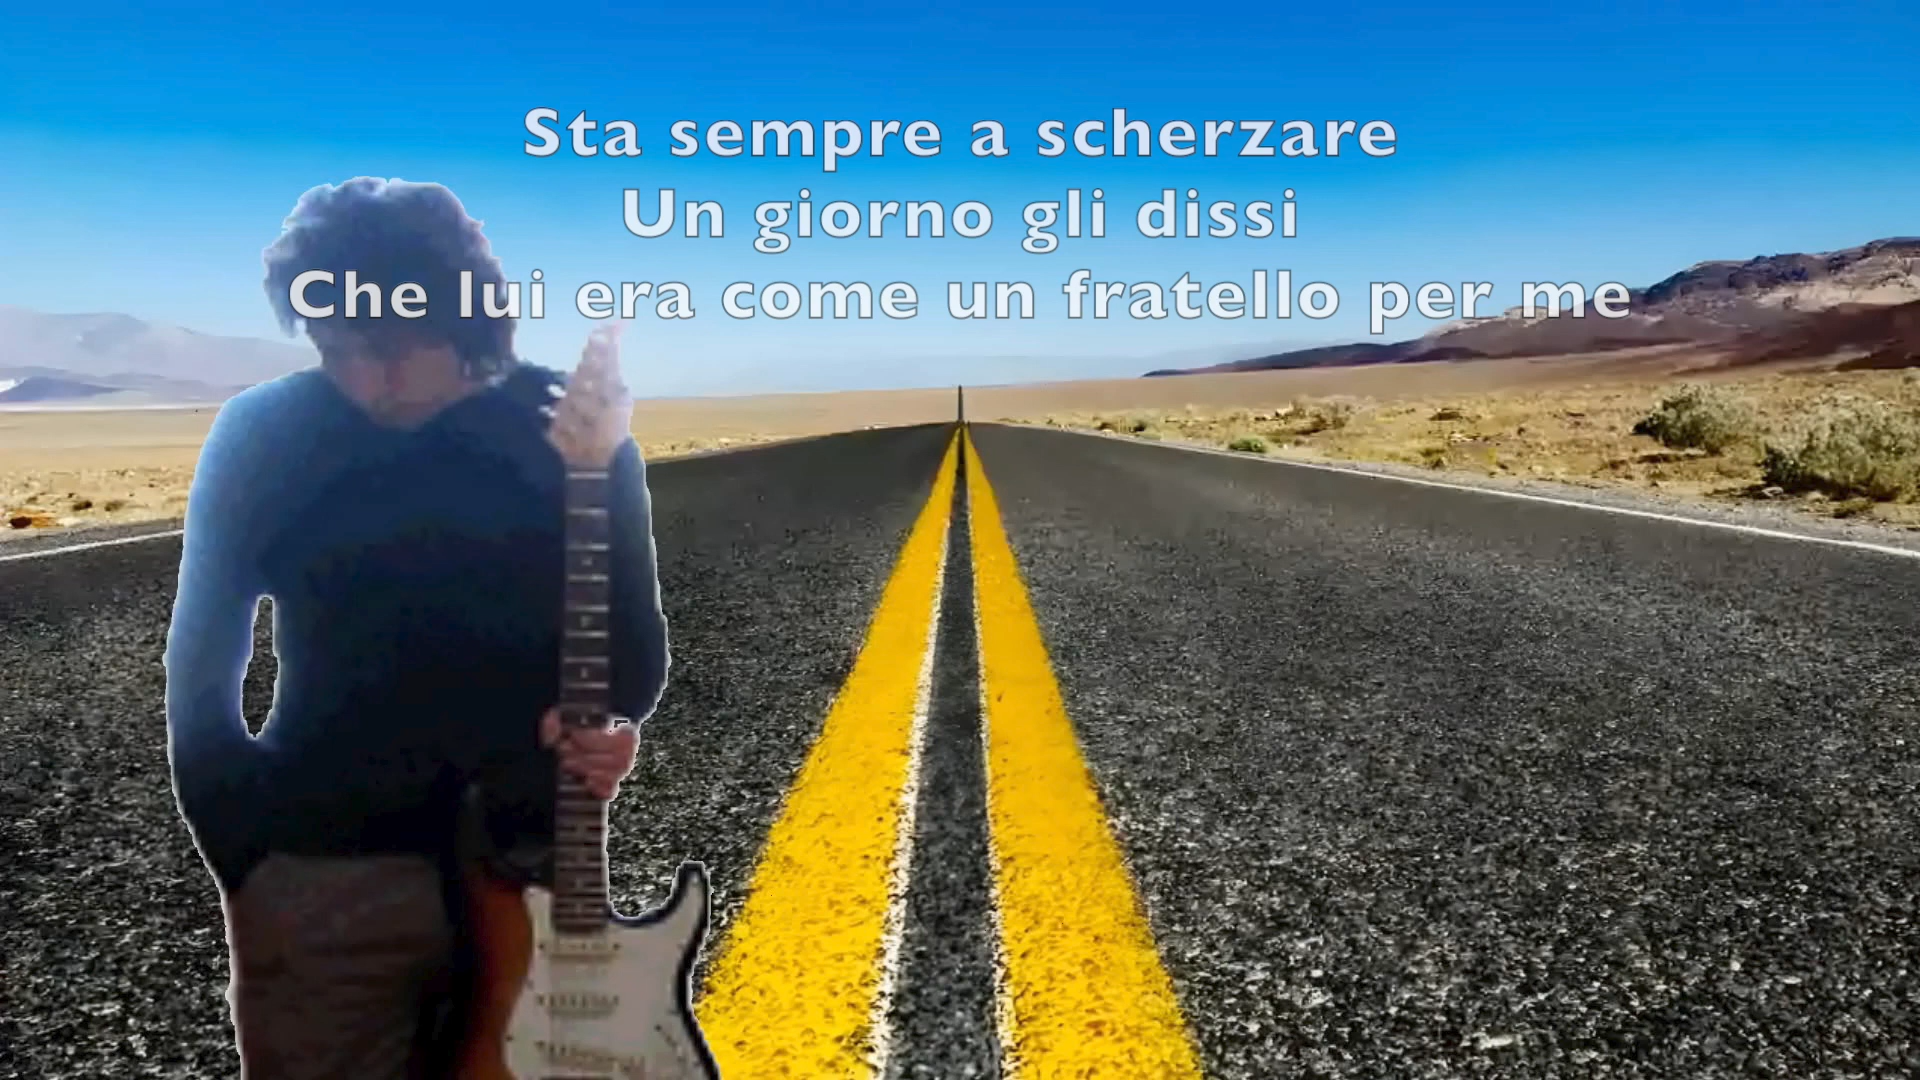 Sta sempre a scherzare
Un giorno gli dissi
Che lui era come un fratello per me